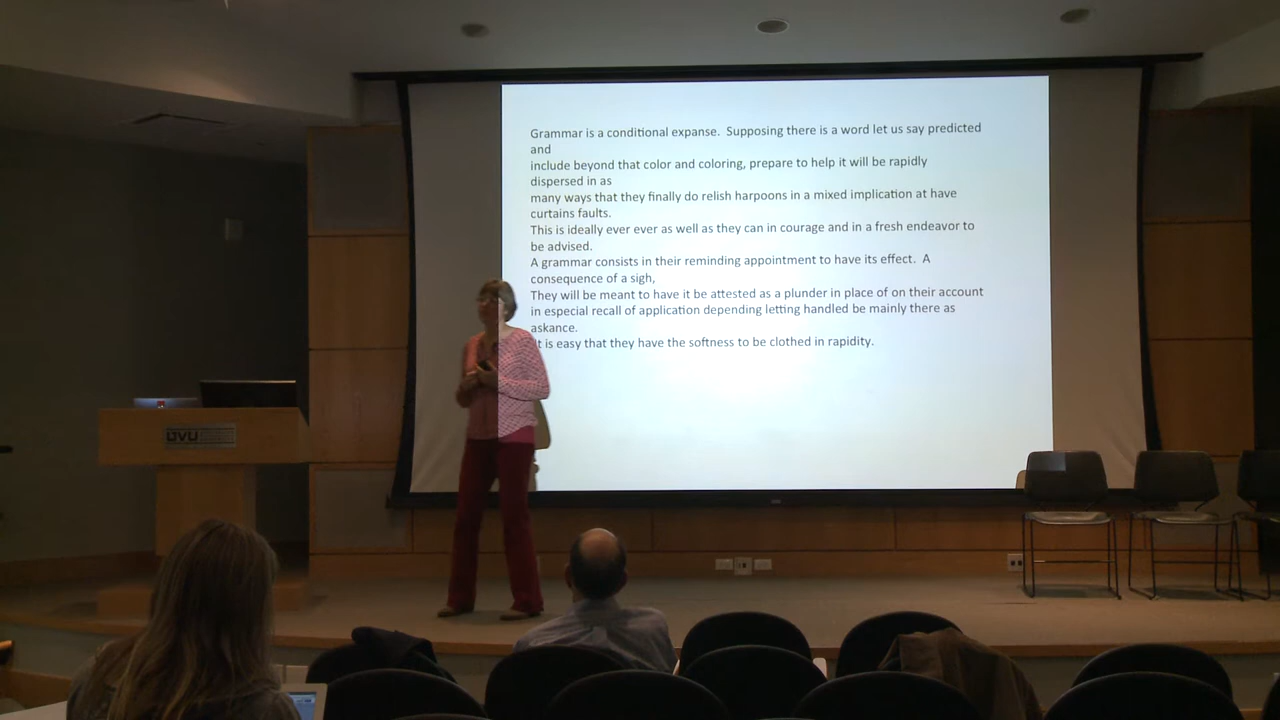 Grammar is a conditional expanse.  Supposing there is a word let us say predicted
and
include beyond that color and coloring, prepare to help it will be rapidly
dispersed in as
many ways that they finally do relish harpoons in a mixed implication at have
curtains faults.
This is ideally ever ever as well as they can in courage and in a fresh endeavor to
be advised.
A grammar consists in their reminding appointment to have its effect.  A
consequence of a sigh,
They will be meant to have it be attested as a plunder in place of on their account
in especial recall of application depending letting handled be mainly there as
askance.
It is easy that they have the softness to be clothed in rapidity.
UVU